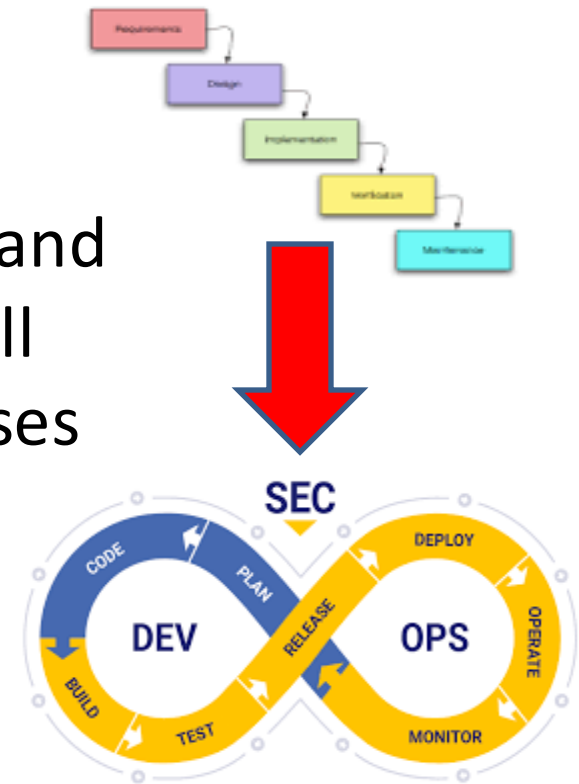 Requirements
Design
Implementation
Verification
Maintenance
and
ll
ses
SEC
DEV
OPS
PLAN
CODE
BUILD
TEST
RELEASE
DEPLOY
OPERATE
MONITOR